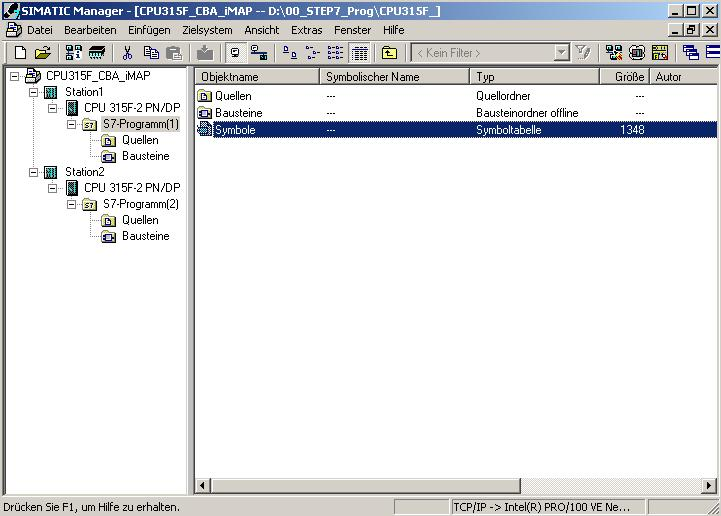 SIMATIC Manager - [CPU315F_CBA_iMAP -- D:\00_STEP7_Prog\CPU315F_]
Datei Bearbeiten Einfügen Zielsystem Ansicht Extras Fenster Hilfe
< Kein Filter >
CPU315F_CBA_iMAP
Station1
CPU 315F-2 PN/DP
S7-Programm(1)
Quellen
Bausteine
Station2
CPU 315F-2 PN/DP
S7-Programm(2)
Quellen
Bausteine
Objektname Symbolischer Name Typ Größe Autor
Quellen --- Quellordner ---
Bausteine --- Bausteinordner offline ---
Symbole --- Symboltabelle 1348
Drücken Sie F1, um Hilfe zu erhalten. TCP/IP -> Intel(R) PRO/100 VE Ne...